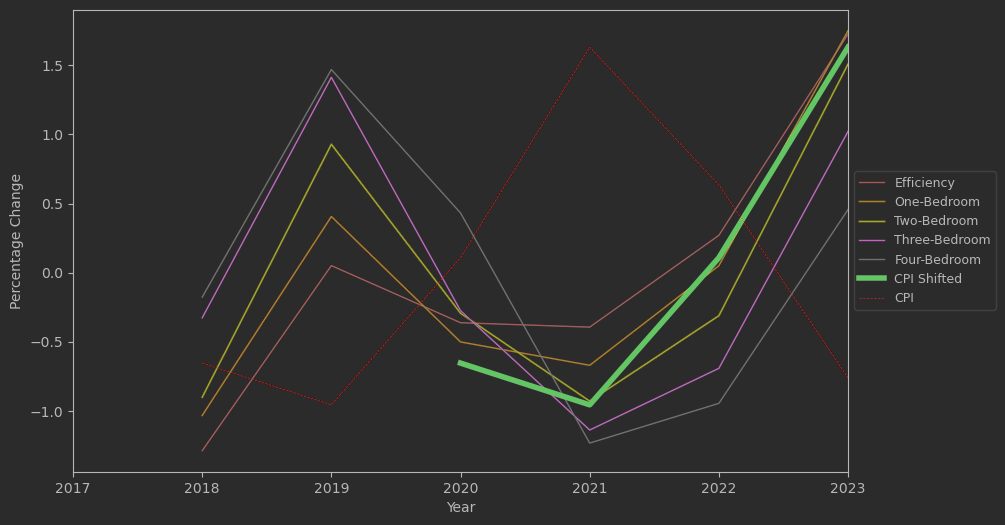 Percentage Change
1.5
1.0
0.5
0.0
−0.5
−1.0
2017 2018 2019 2020 2021 2022 2023
Year
Efficiency
One-Bedroom
Two-Bedroom
Three-Bedroom
Four-Bedroom
CPI Shifted
CPI